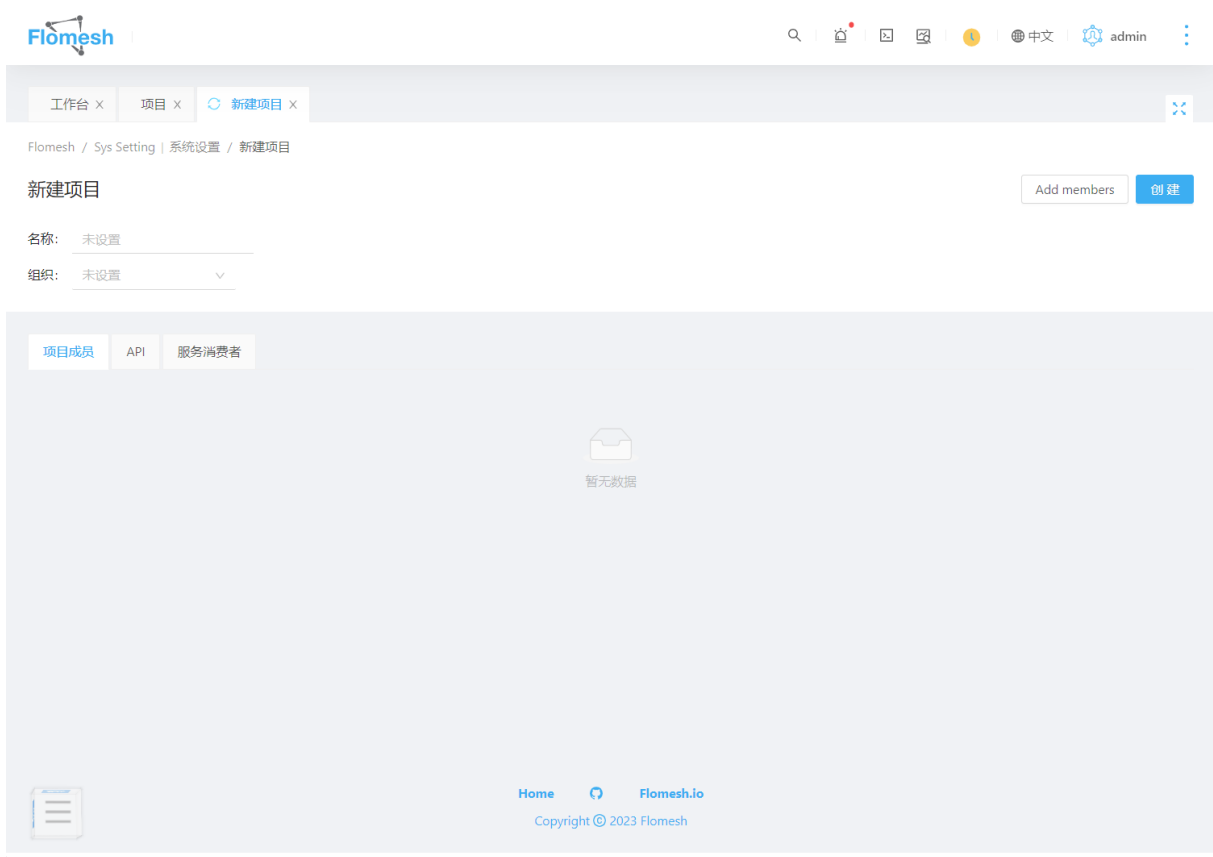 Flomesh
中文 admin
工作台 项目 新建项目
Flomesh / Sys Setting | 系统设置 / 新建项目
新建项目
Add members 创 建
名称: 未设置
组织: 未设置
项目成员 API 服务消费者
暂无数据
Home Flomesh.io
Copyright © 2023 Flomesh